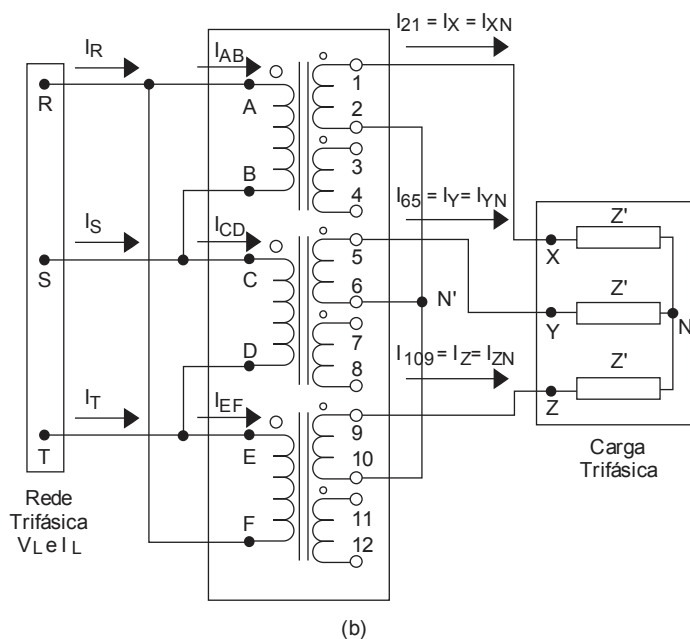 I21 = IX = IXN
IR
IAB
R
A
1
2
B
3
4
IS
ICD
I65 = IY= IYN
Z'
X
S
C
5
6
N'
Z'
Y
N
D
7
8
I109 = IZ= IZN
Z'
Z
IT
IEF
T
E
9
10
F
11
12
Rede
Trifásica
VL e IL
Carga
Trifásica
(b)